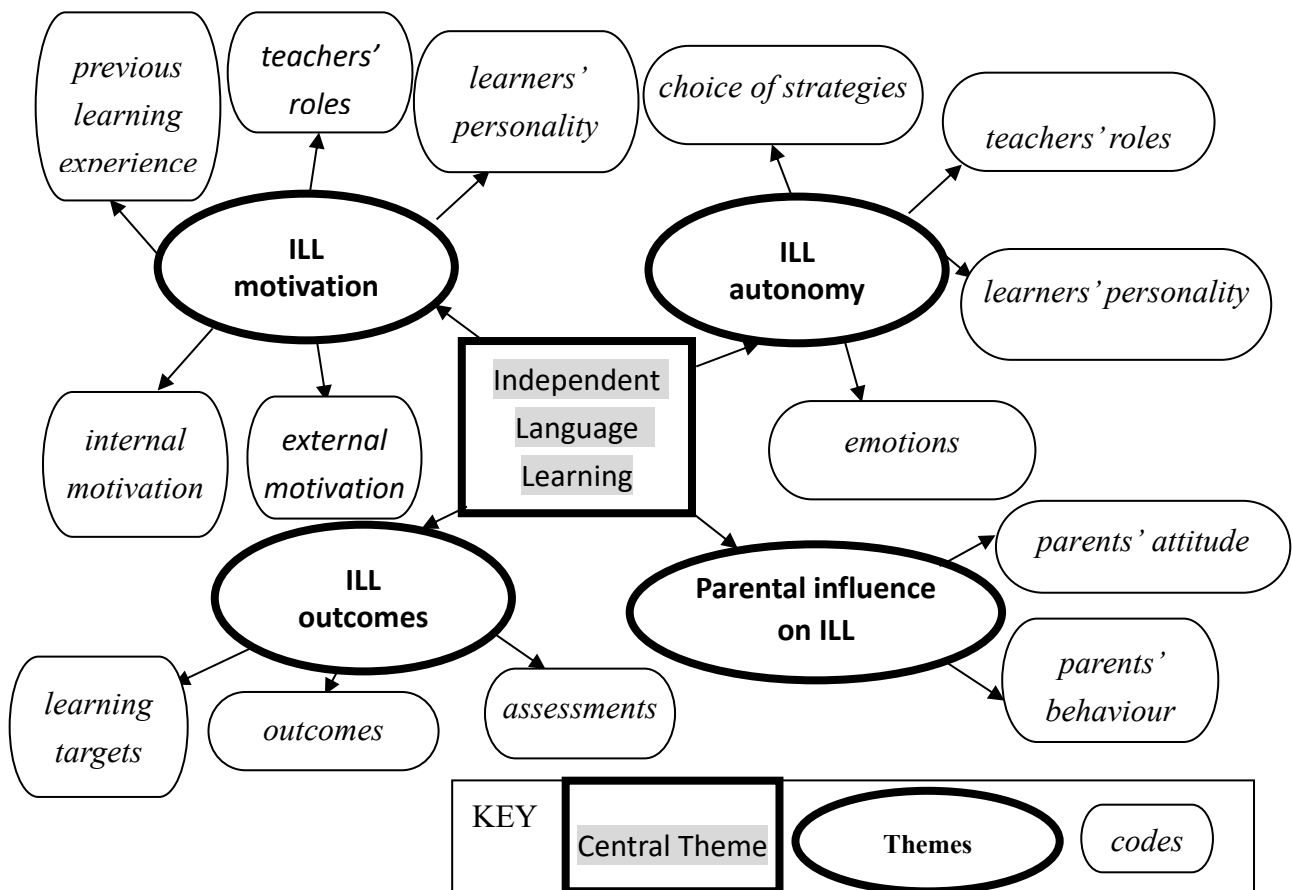 previous
learning
experience
teachers’
roles
learners’
personality
choice of strategies
teachers’ roles
ILL
motivation
ILL
autonomy
learners’ personality
Independent
Language
Learning
internal
motivation
external
motivation
emotions
parents’ attitude
ILL
outcomes
Parental influence
on ILL
parents’
behaviour
learning
targets
outcomes
assessments
KEY
Central Theme
Themes
codes